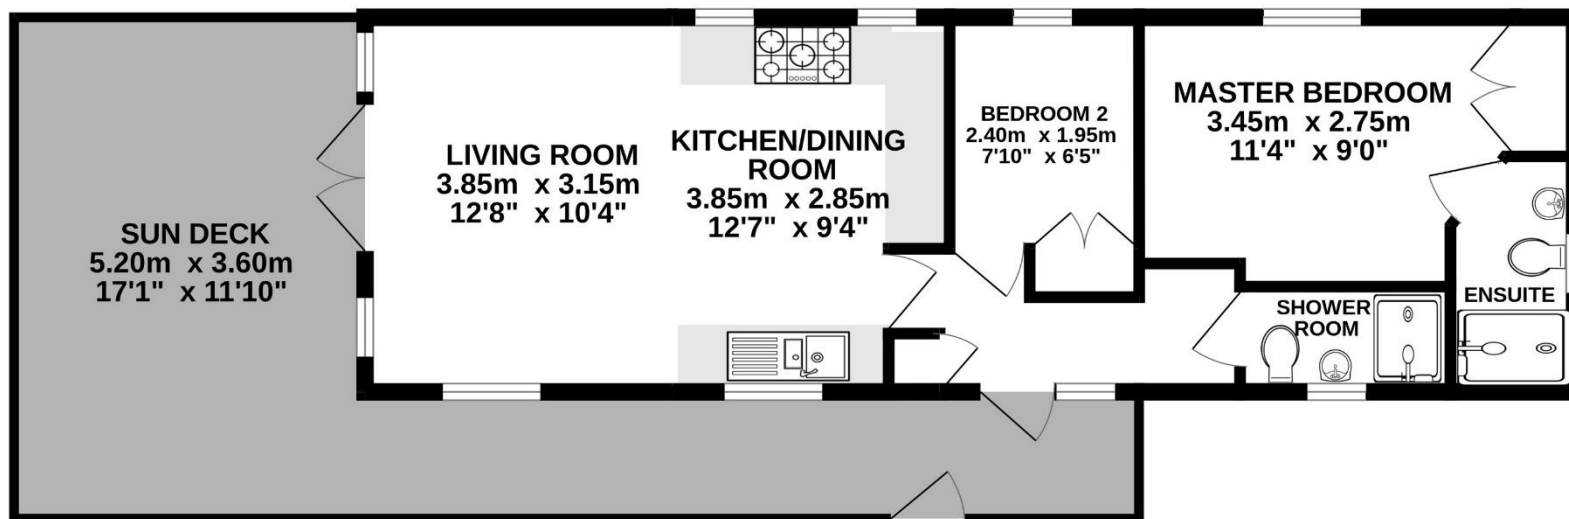 SUN DECK
5.20m x 3.60m
17'1" x 11'10"
LIVING ROOM
3.85m x 3.15m
12'8" x 10'4"
KITCHEN/DINING
ROOM
3.85m x 2.85m
12'7" x 9'4"
BEDROOM 2
2.40m x 1.95m
7'10" x 6'5"
MASTER BEDROOM
3.45m x 2.75m
11'4" x 9'0"
SHOWER
ROOM
ENSUITE